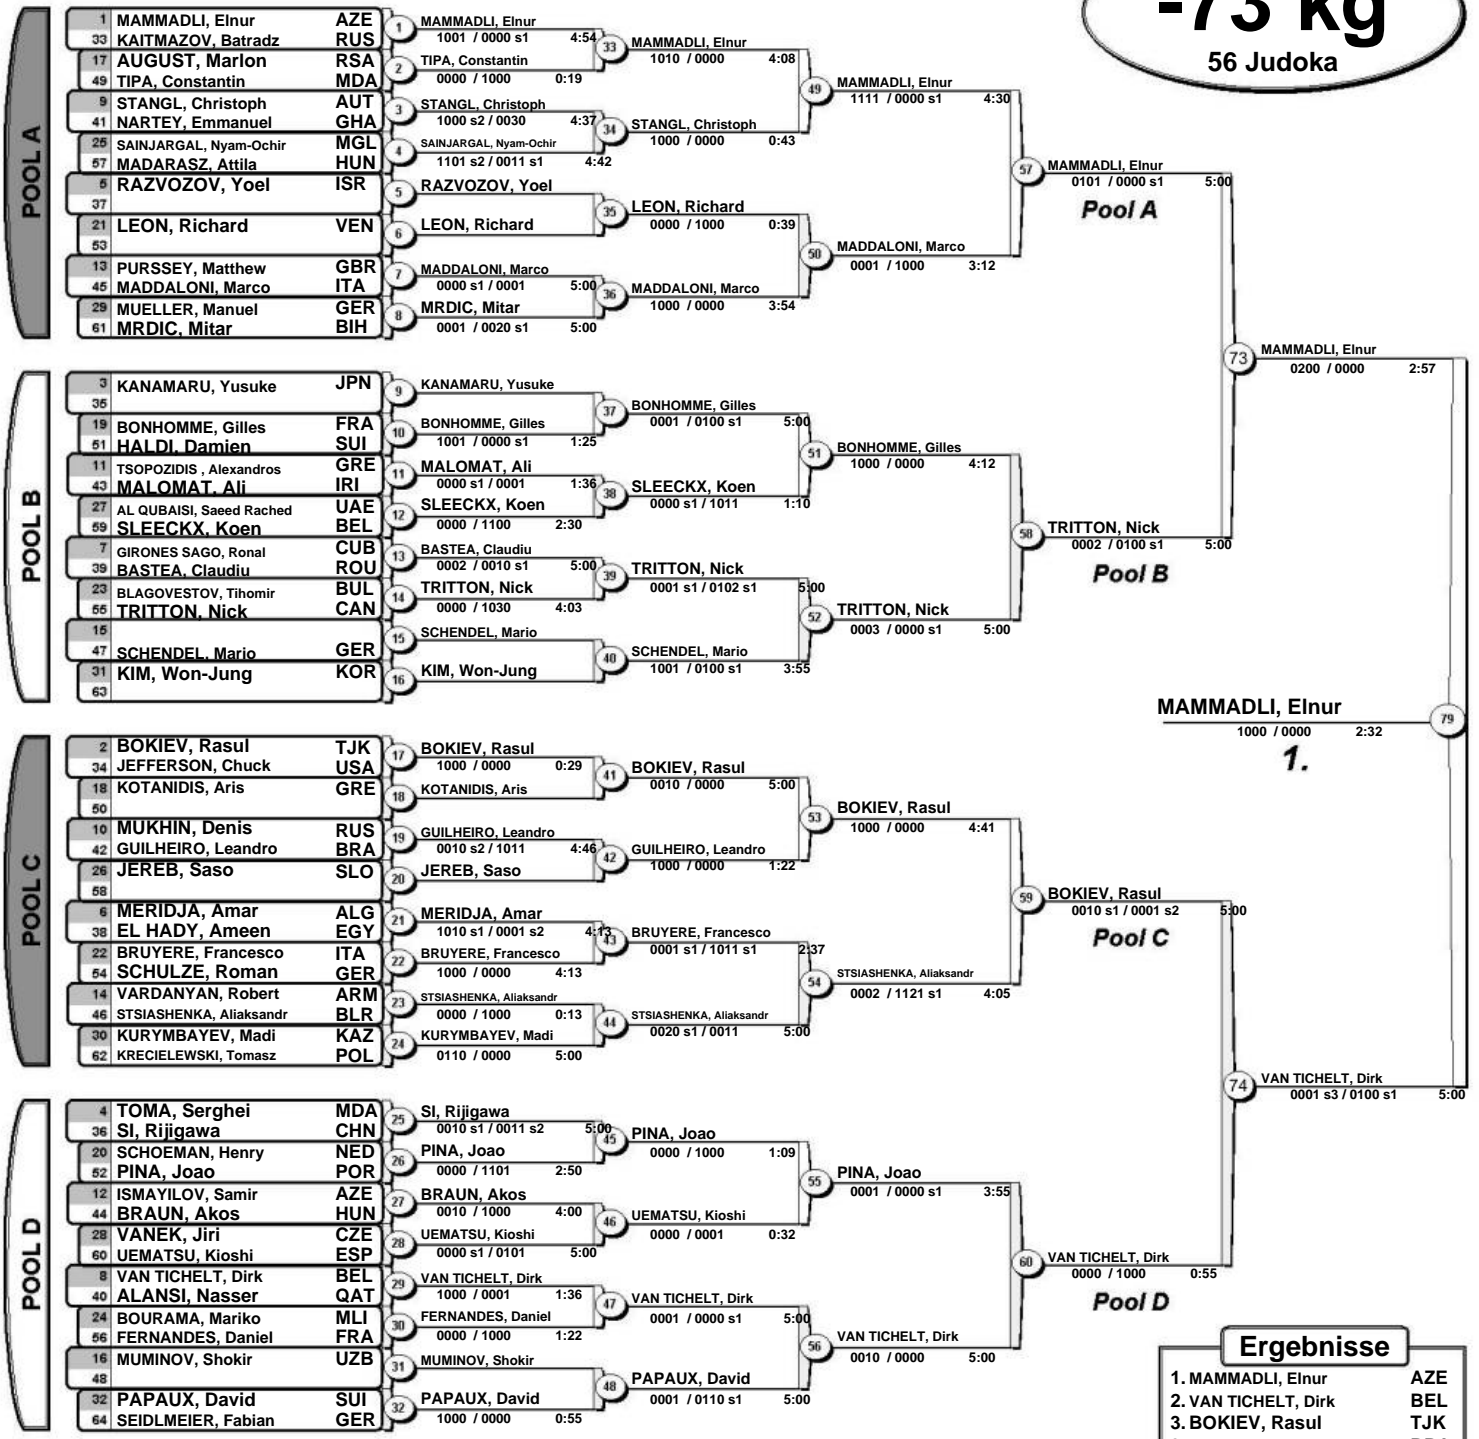 -73 kg
56 Judoka
POOL A
1 MAMMADLI, Elnur AZE
33 KAITMAZOV, Batradz RUS
17 AUGUST, Marlon RSA
49 TIPA, Constantin MDA
9 STANGL, Christoph AUT
41 NARTEY, Emmanuel GHA
25 SAINJARGAL, Nyam-Ochir MGL
57 MADARASZ, Attila HUN
5 RAZVOZOV, Yoel ISR
37
21 LEON, Richard VEN
53
13 PURSSEY, Matthew GBR
45 MADDALONI, Marco ITA
29 MUELLER, Manuel GER
61 MRDIC, Mitar BIH
1 MAMMADLI, Elnur
1001 / 0000 s1 4:54
2 TIPA, Constantin
0000 / 1000 0:19
3 STANGL, Christoph
1000 s2 / 0030 4:37
4 SAINJARGAL, Nyam-Ochir
1101 s2 / 0011 s1 4:42
5 RAZVOZOV, Yoel
6 LEON, Richard
7 MADDALONI, Marco
0000 s1 / 0001 5:00
8 MRDIC, Mitar
0001 / 0020 s1 5:00
33 MAMMADLI, Elnur
1010 / 0000 4:08
34 STANGL, Christoph
1000 / 0000 0:43
35 LEON, Richard
0000 / 1000 0:39
36 MADDALONI, Marco
1000 / 0000 3:54
49 MAMMADLI, Elnur
1111 / 0000 s1 4:30
50 MADDALONI, Marco
0001 / 1000 3:12
57 MAMMADLI, Elnur
0101 / 0000 s1 5:00
Pool A
POOL B
3 KANAMARU, Yusuke JPN
35
19 BONHOMME, Gilles FRA
51 HALDI, Damien SUI
11 TSOPOZIDIS , Alexandros GRE
43 MALOMAT, Ali IRI
27 AL QUBAISI, Saeed Rached UAE
59 SLEECKX, Koen BEL
7 GIRONES SAGO, Ronal CUB
39 BASTEA, Claudiu ROU
23 BLAGOVESTOV, Tihomir BUL
55 TRITTON, Nick CAN
15
47 SCHENDEL, Mario GER
31 KIM, Won-Jung KOR
63
9 KANAMARU, Yusuke
10 BONHOMME, Gilles
1001 / 0000 s1 1:25
11 MALOMAT, Ali
0000 s1 / 0001 1:36
12 SLEECKX, Koen
0000 / 1100 2:30
13 BASTEA, Claudiu
0002 / 0010 s1 5:00
14 TRITTON, Nick
0000 / 1030 4:03
15 SCHENDEL, Mario
16 KIM, Won-Jung
37 BONHOMME, Gilles
0001 / 0100 s1 5:00
38 SLEECKX, Koen
0000 s1 / 1011 1:10
39 TRITTON, Nick
0001 s1 / 0102 s1 5:00
40 SCHENDEL, Mario
1001 / 0100 s1 3:55
51 BONHOMME, Gilles
1000 / 0000 4:12
52 TRITTON, Nick
0003 / 0000 s1 5:00
58 TRITTON, Nick
0002 / 0100 s1 5:00
Pool B
73 MAMMADLI, Elnur
0200 / 0000 2:57
79 MAMMADLI, Elnur
1000 / 0000 2:32
1.
POOL C
2 BOKIEV, Rasul TJK
34 JEFFERSON, Chuck USA
18 KOTANIDIS, Aris GRE
50
10 MUKHIN, Denis RUS
42 GUILHEIRO, Leandro BRA
26 JEREB, Saso SLO
58
6 MERIDJA, Amar ALG
38 EL HADY, Ameen EGY
22 BRUYERE, Francesco ITA
54 SCHULZE, Roman GER
14 VARDANYAN, Robert ARM
46 STSIASHENKA, Aliaksandr BLR
30 KURYMBAYEV, Madi KAZ
62 KRECIELEWSKI, Tomasz POL
17 BOKIEV, Rasul
1000 / 0000 0:29
18 KOTANIDIS, Aris
19 GUILHEIRO, Leandro
0010 s2 / 1011 4:46
20 JEREB, Saso
21 MERIDJA, Amar
1010 s1 / 0001 s2 4:13
22 BRUYERE, Francesco
1000 / 0000 4:13
23 STSIASHENKA, Aliaksandr
0000 / 1000 0:13
24 KURYMBAYEV, Madi
0110 / 0000 5:00
41 BOKIEV, Rasul
0010 / 0000 5:00
42 GUILHEIRO, Leandro
1000 / 0000 1:22
43 BRUYERE, Francesco
0001 s1 / 1011 s1 2:37
44 STSIASHENKA, Aliaksandr
0020 s1 / 0011 5:00
53 BOKIEV, Rasul
1000 / 0000 4:41
54 STSIASHENKA, Aliaksandr
0002 / 1121 s1 4:05
59 BOKIEV, Rasul
0010 s1 / 0001 s2 5:00
Pool C
POOL D
4 TOMA, Serghei MDA
36 SI, Rijigawa CHN
20 SCHOEMAN, Henry NED
52 PINA, Joao POR
12 ISMAYILOV, Samir AZE
44 BRAUN, Akos HUN
28 VANEK, Jiri CZE
60 UEMATSU, Kioshi ESP
8 VAN TICHELT, Dirk BEL
40 ALANSI, Nasser QAT
24 BOURAMA, Mariko MLI
56 FERNANDES, Daniel FRA
16 MUMINOV, Shokir UZB
48
32 PAPAUX, David SUI
64 SEIDLMEIER, Fabian GER
25 SI, Rijigawa
0010 s1 / 0011 s2 5:00
26 PINA, Joao
0000 / 1101 2:50
27 BRAUN, Akos
0010 / 1000 4:00
28 UEMATSU, Kioshi
0000 s1 / 0101 5:00
29 VAN TICHELT, Dirk
1000 / 0001 1:36
30 FERNANDES, Daniel
0000 / 1000 1:22
31 MUMINOV, Shokir
32 PAPAUX, David
1000 / 0000 0:55
45 PINA, Joao
0000 / 1000 1:09
46 UEMATSU, Kioshi
0000 / 0001 0:32
47 VAN TICHELT, Dirk
0001 / 0000 s1 5:00
48 PAPAUX, David
0001 / 0110 s1 5:00
55 PINA, Joao
0001 / 0000 s1 3:55
56 VAN TICHELT, Dirk
0010 / 0000 5:00
60 VAN TICHELT, Dirk
0000 / 1000 0:55
Pool D
74 VAN TICHELT, Dirk
0001 s3 / 0100 s1 5:00
Ergebnisse
1. MAMMADLI, Elnur AZE
2. VAN TICHELT, Dirk BEL
3. BOKIEV, Rasul TJK